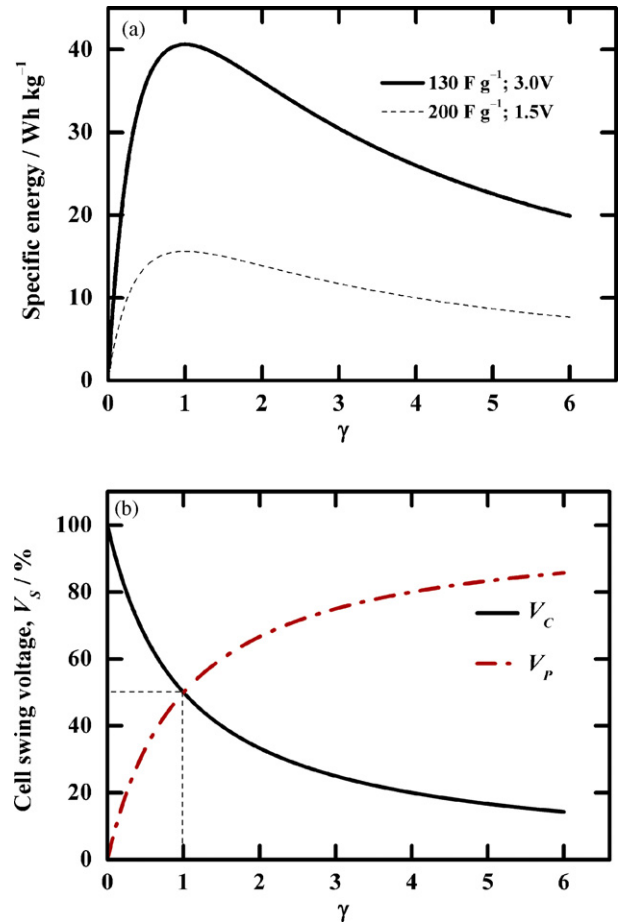 (a)
40
30
20
10
0
Specific energy / Wh kg⁻¹
130 F g⁻¹; 3.0V
200 F g⁻¹; 1.5V
0 1 2 3 4 5 6
γ
(b)
100
80
60
40
20
0
Cell swing voltage, V_S / %
V_C
V_P
0 1 2 3 4 5 6
γ